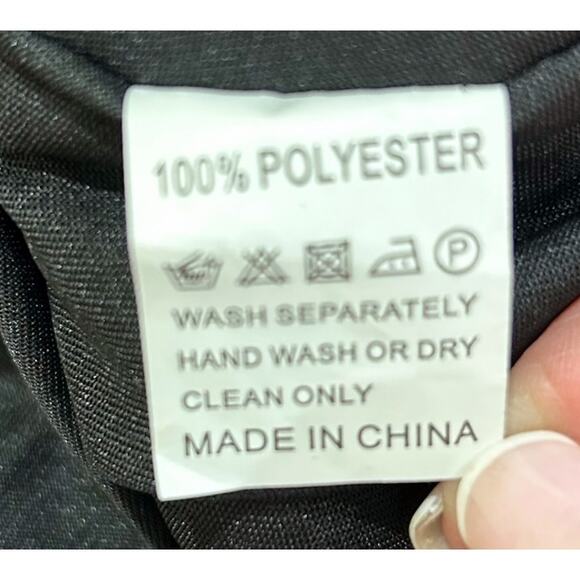 100% POLYESTER
P
WASH SEPARATELY
HAND WASH OR DRY
CLEAN ONLY
MADE IN CHINA